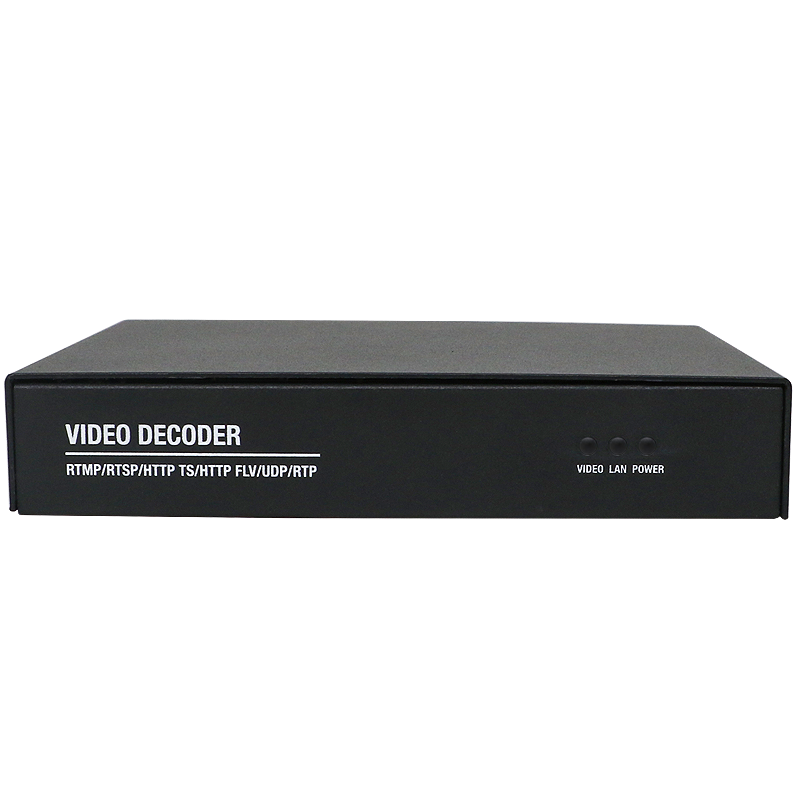 VIDEO DECODER
RTMP/RTSP/HTTP TS/HTTP FLV/UDP/RTP
VIDEO LAN POWER